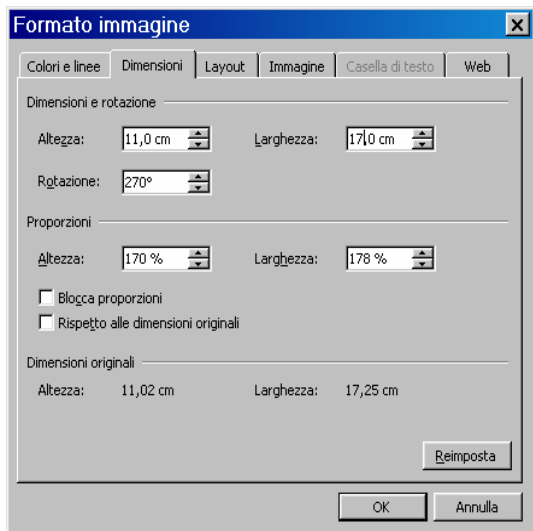 Formato immagine
Colori e linee Dimensioni Layout Immagine Casella di testo Web
Dimensioni e rotazione
Altezza: 11,0 cm Larghezza: 17,0 cm
Rotazione: 270°
Proporzioni
Altezza: 170 % Larghezza: 178 %
Blocca proporzioni
Rispetto alle dimensioni originali
Dimensioni originali
Altezza: 11,02 cm Larghezza: 17,25 cm
Reimposta
OK Annulla